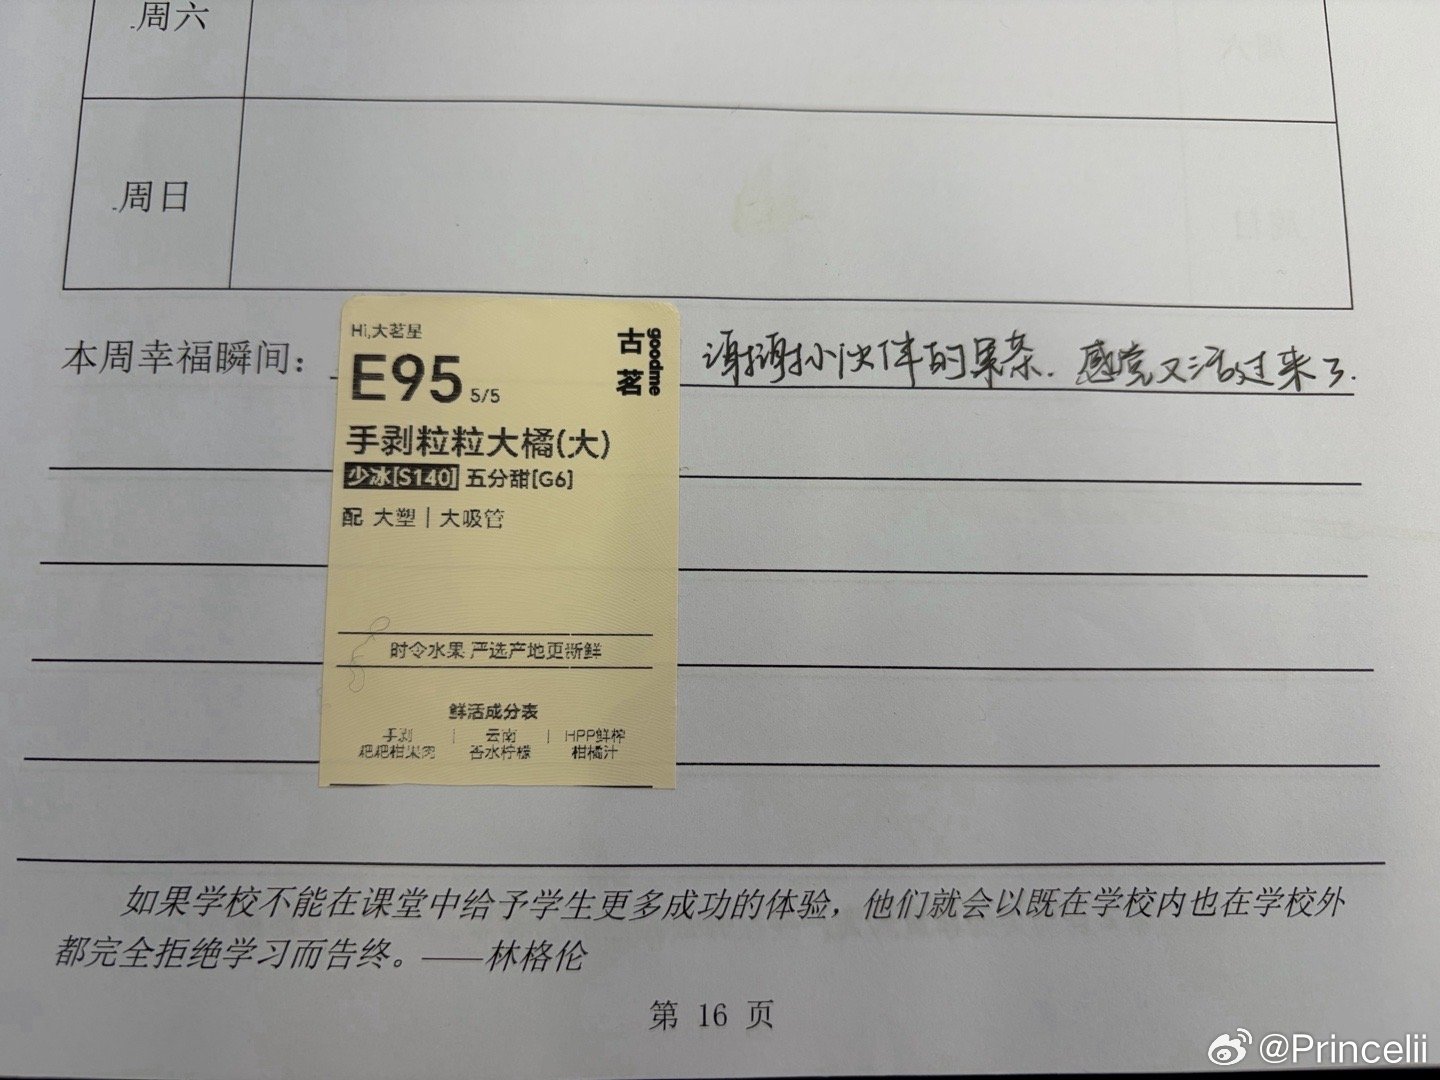 周六
周日
本周幸福瞬间：
Hi,大茗星
古茗
goodme
E95 5/5
手剥粒粒大橘(大)
少冰[S140] 五分甜[G6]
配 大塑｜大吸管
时令水果 严选产地更新鲜
鲜活成分表
手剥 | 云南 | HPP鲜榨
粑粑柑果肉 香水柠檬 柑橘汁
谢谢小伙伴的果茶. 感觉又活过来了.
如果学校不能在课堂中给予学生更多成功的体验，他们就会以既在学校内也在学校外
都完全拒绝学习而告终。——林格伦
第 16 页
@Princelii